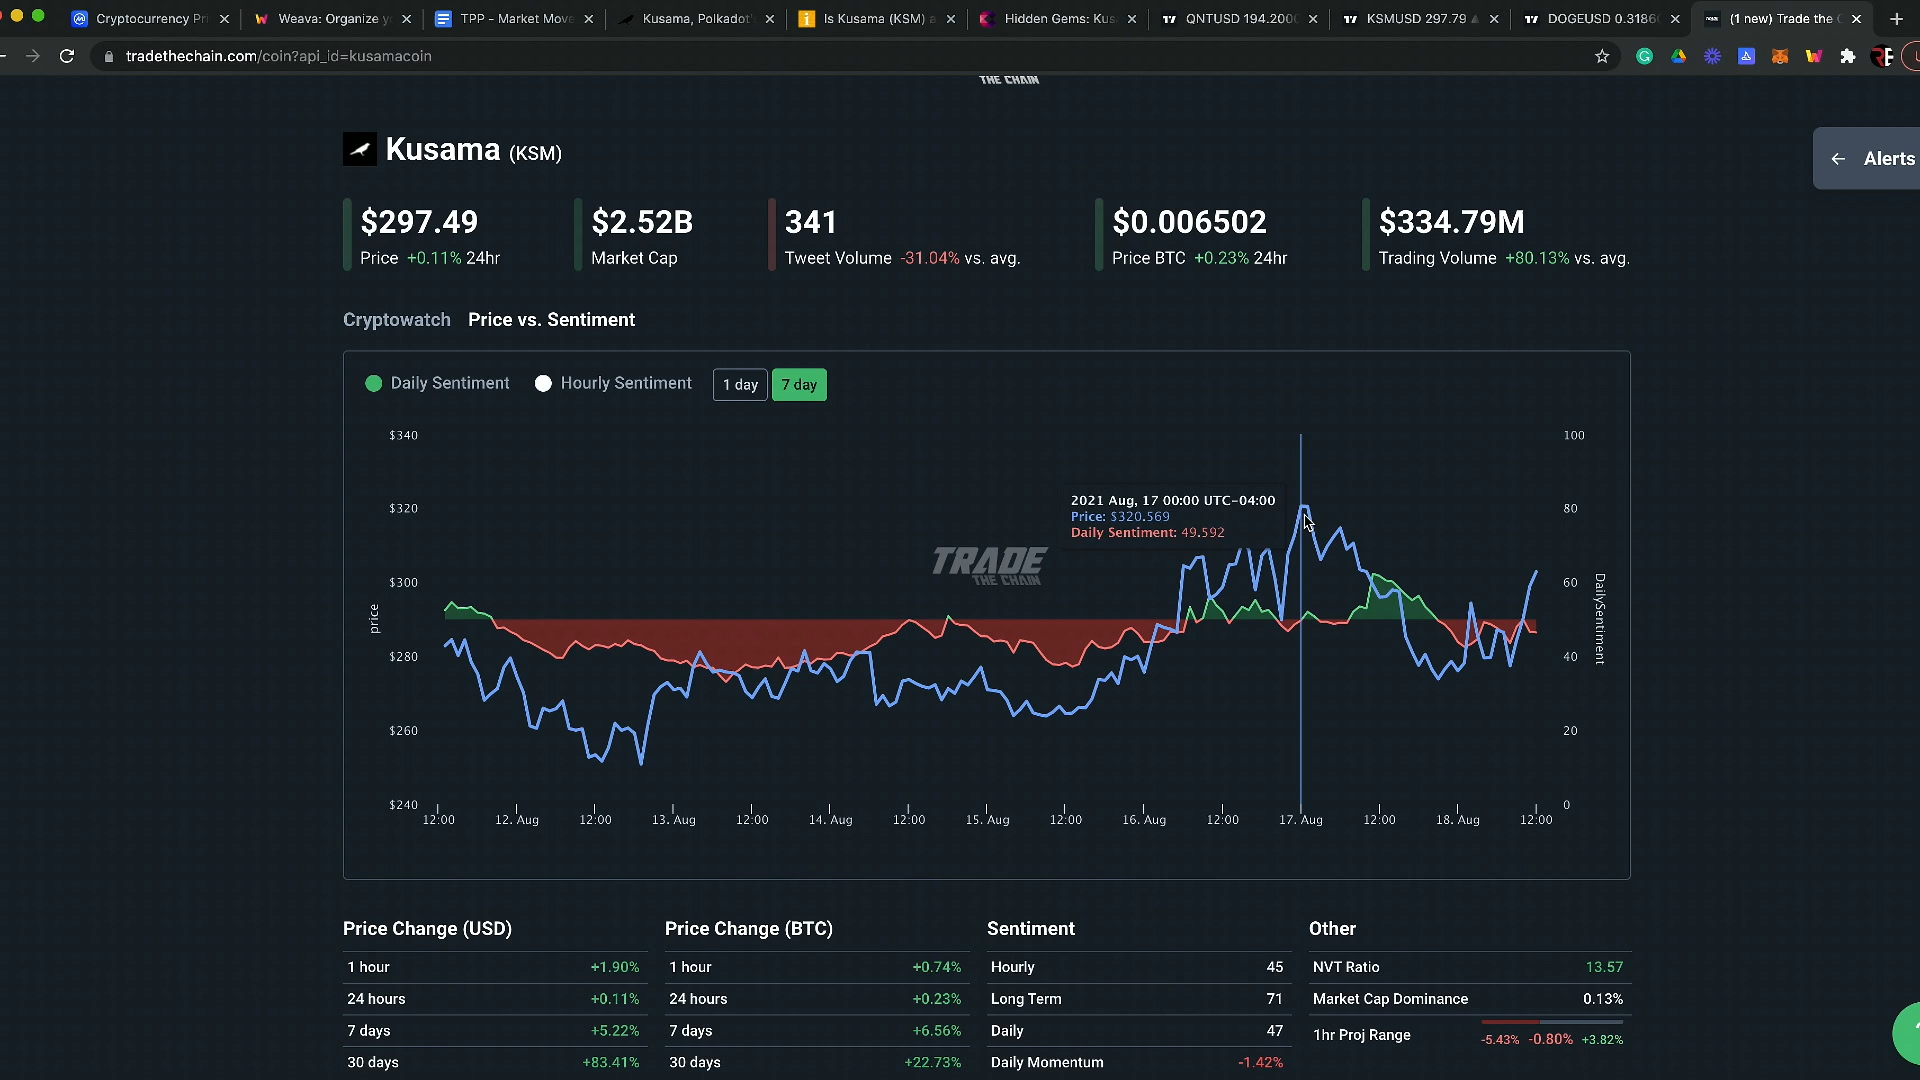 Cryptocurrency Pri
Weava: Organize yo
TPP - Market Move
Kusama, Polkadot'
Is Kusama (KSM) a
Hidden Gems: Kus
QNTUSD 194.200
KSMUSD 297.79
DOGEUSD 0.3186
(1 new) Trade the C
tradethechain.com/coin?api_id=kusamacoin
THE CHAIN
Kusama (KSM)
Alerts
$297.49
Price +0.11% 24hr
$2.52B
Market Cap
341
Tweet Volume -31.04% vs. avg.
$0.006502
Price BTC +0.23% 24hr
$334.79M
Trading Volume +80.13% vs. avg.
Cryptowatch Price vs. Sentiment
Daily Sentiment Hourly Sentiment 1 day 7 day
$340
$320
$300
$280
$260
$240
price
2021 Aug, 17 00:00 UTC-04:00
Price: $320.569
Daily Sentiment: 49.592
TRADE
THE CHAIN
100
80
60
40
20
0
DailySentiment
12:00 12. Aug 12:00 13. Aug 12:00 14. Aug 12:00 15. Aug 12:00 16. Aug 12:00 17. Aug 12:00 18. Aug 12:00
Price Change (USD)
1 hour +1.90%
24 hours +0.11%
7 days +5.22%
30 days +83.41%
Price Change (BTC)
1 hour +0.74%
24 hours +0.23%
7 days +6.56%
30 days +22.73%
Sentiment
Hourly 45
Long Term 71
Daily 47
Daily Momentum -1.42%
Other
NVT Ratio 13.57
Market Cap Dominance 0.13%
1hr Proj Range -5.43% -0.80% +3.82%